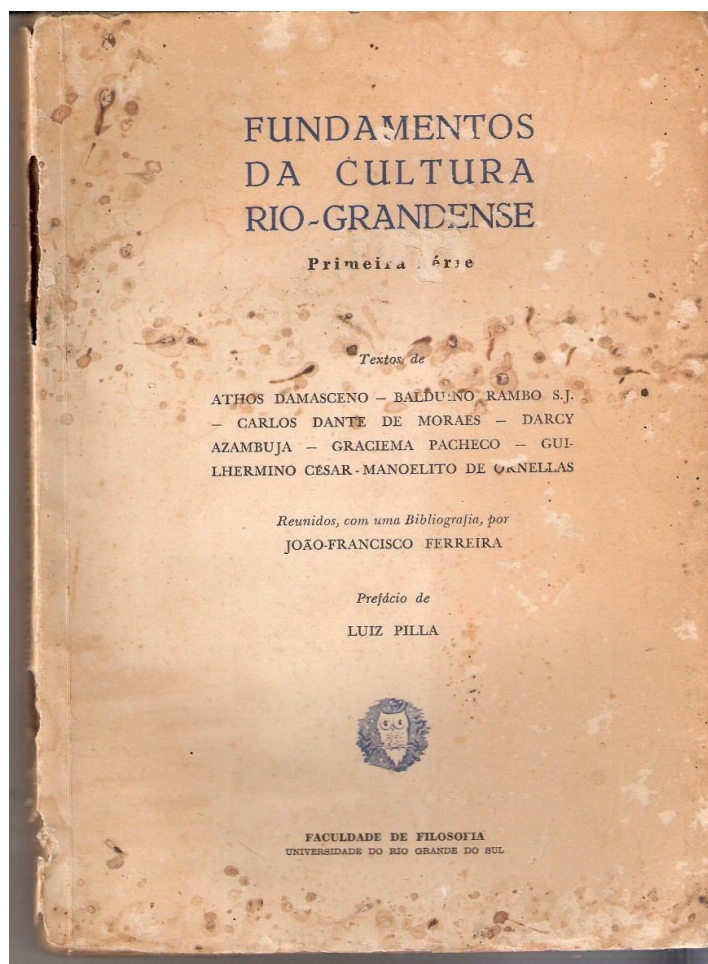 FUNDAMENTOS
DA CULTURA
RIO-GRANDENSE
Primeira Série
Textos de
ATHOS DAMASCENO — BALDUINO RAMBO S.J.
— CARLOS DANTE DE MORAES — DARCY
AZAMBUJA — GRACIEMA PACHECO — GUI-
LHERMINO CÉSAR - MANOELITO DE ORNELLAS
Reunidos, com uma Bibliografia, por
JOÃO-FRANCISCO FERREIRA
Prefácio de
LUIZ PILLA
FACULDADE DE FILOSOFIA
UNIVERSIDADE DO RIO GRANDE DO SUL